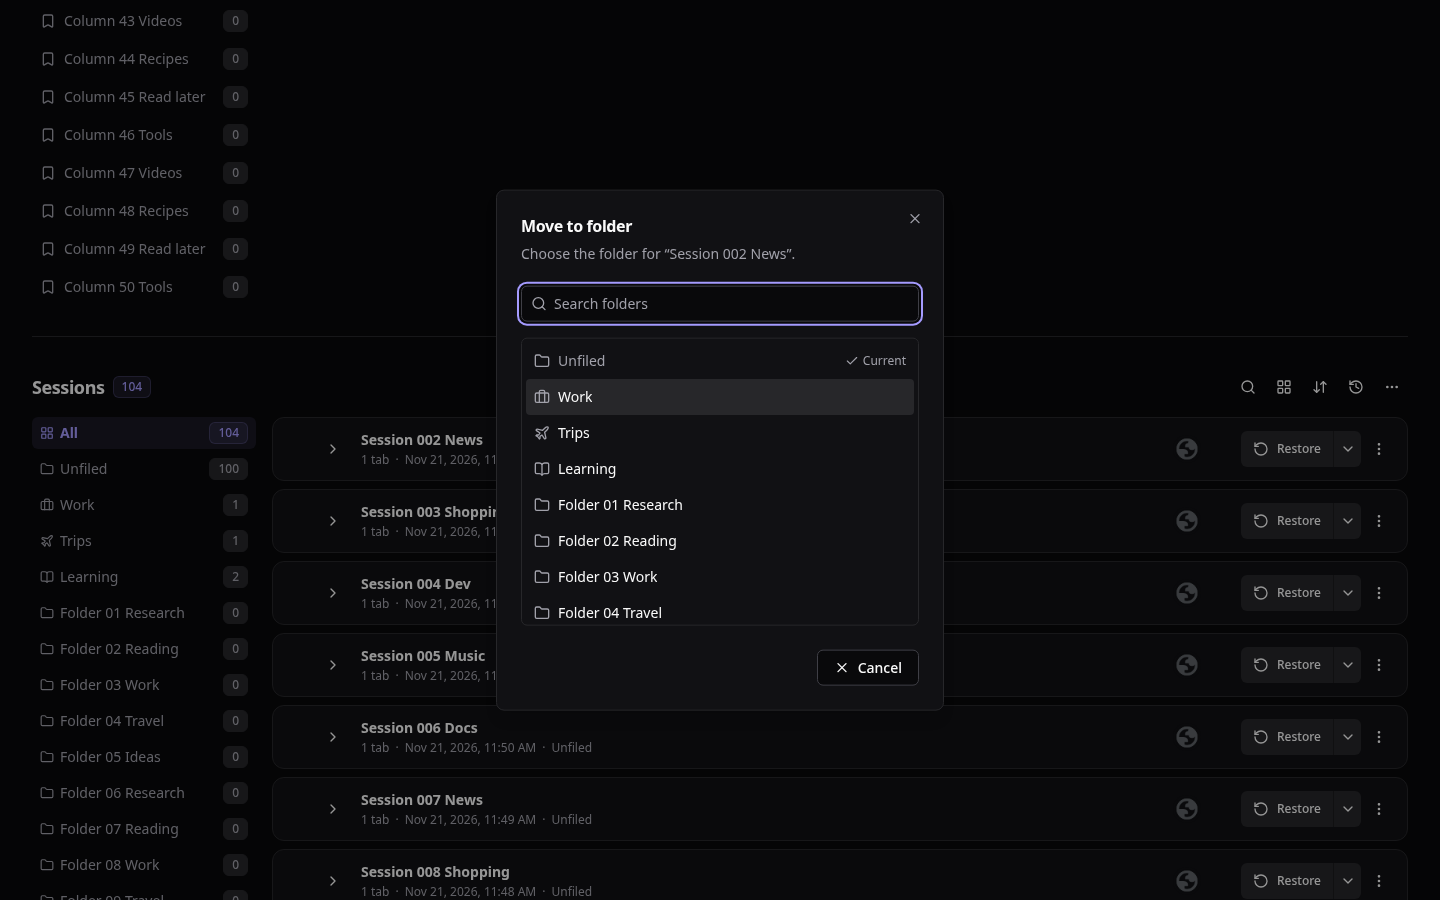 Column 43 Videos 0
Column 44 Recipes 0
Column 45 Read later 0
Column 46 Tools 0
Column 47 Videos 0
Column 48 Recipes 0
Column 49 Read later 0
Column 50 Tools 0
Move to folder
Choose the folder for “Session 002 News”.
Search folders
Unfiled Current
Work
Trips
Learning
Folder 01 Research
Folder 02 Reading
Folder 03 Work
Folder 04 Travel
Cancel
Sessions 104
All 104
Unfiled 100
Work 1
Trips 1
Learning 2
Folder 01 Research 0
Folder 02 Reading 0
Folder 03 Work 0
Folder 04 Travel 0
Folder 05 Ideas 0
Folder 06 Research 0
Folder 07 Reading 0
Folder 08 Work 0
Session 002 News
1 tab · Nov 21, 2026, 11
Restore
Session 003 Shoppin
1 tab · Nov 21, 2026, 11
Restore
Session 004 Dev
1 tab · Nov 21, 2026, 11
Restore
Session 005 Music
1 tab · Nov 21, 2026, 11
Restore
Session 006 Docs
1 tab · Nov 21, 2026, 11:50 AM · Unfiled
Restore
Session 007 News
1 tab · Nov 21, 2026, 11:49 AM · Unfiled
Restore
Session 008 Shopping
1 tab · Nov 21, 2026, 11:48 AM · Unfiled
Restore